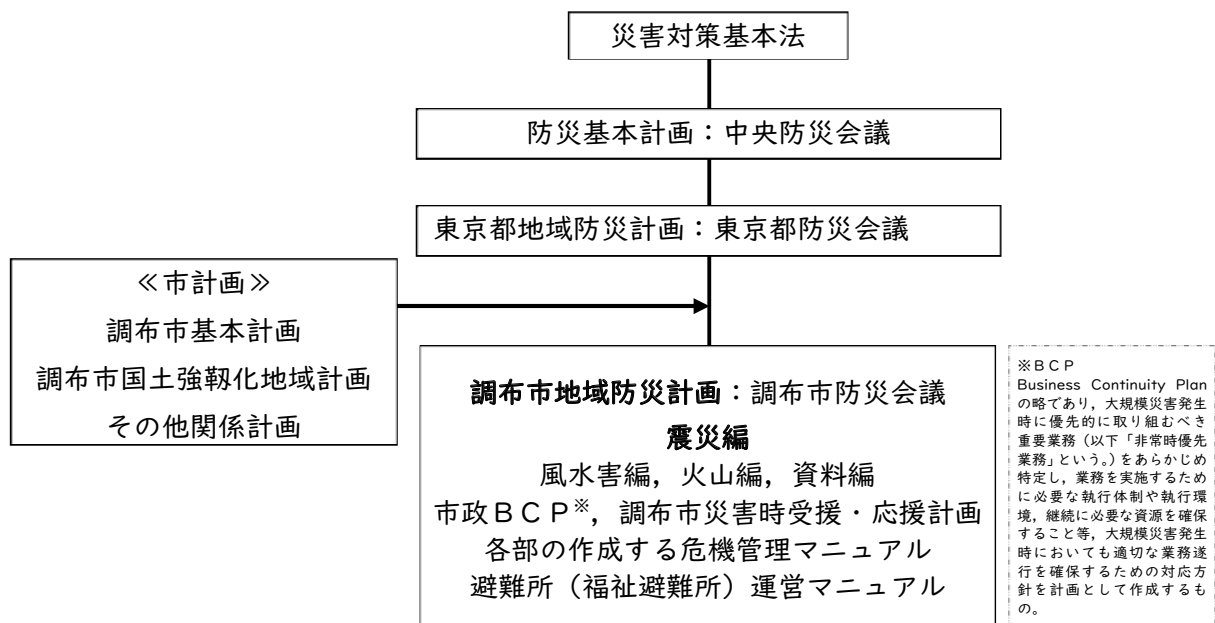 災害対策基本法
防災基本計画：中央防災会議
東京都地域防災計画：東京都防災会議
≪市計画≫
調布市基本計画
調布市国土強靱化地域計画
その他関係計画
調布市地域防災計画：調布市防災会議
震災編
風水害編，火山編，資料編
市政ＢＣＰ※，調布市災害時受援・応援計画
各部の作成する危機管理マニュアル
避難所（福祉避難所）運営マニュアル
※ＢＣＰ
Business Continuity Plan
の略であり，大規模災害発生
時に優先的に取り組むべき
重要業務（以下「非常時優先
業務」という。）をあらかじめ
特定し，業務を実施するため
に必要な執行体制や執行環
境，継続に必要な資源を確保
すること等，大規模災害発生
時においても適切な業務遂
行を確保するための対応方
針を計画として作成するも
の。